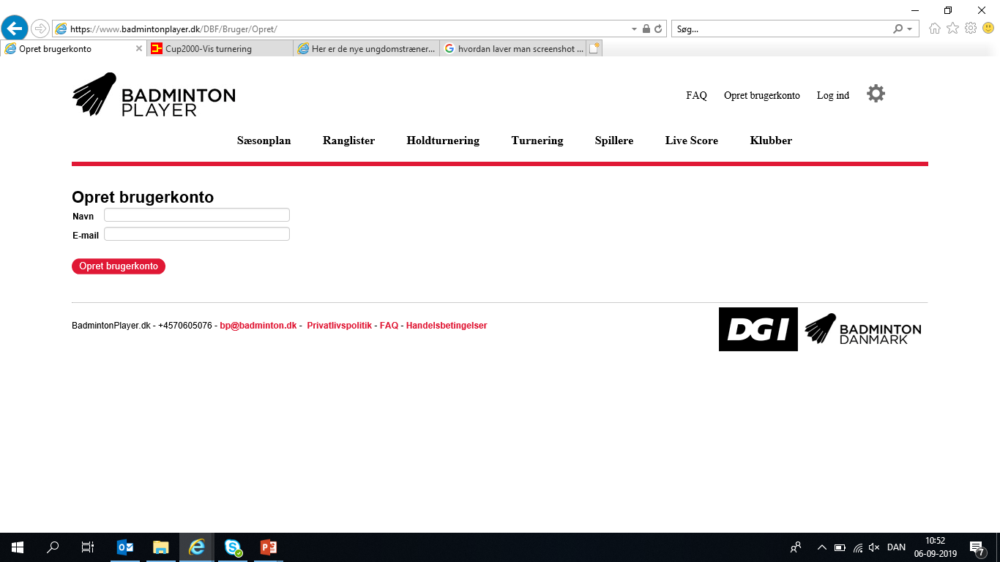 https://www.badmintonplayer.dk/DBF/Bruger/Opret/
Søg...
Opret brugerkonto
Cup2000-Vis turnering
Her er de nye ungdomstræner...
hvordan laver man screenshot ...
BADMINTON
PLAYER
FAQ Opret brugerkonto Log ind
Sæsonplan Ranglister Holdturnering Turnering Spillere Live Score Klubber
Opret brugerkonto
Navn
E-mail
Opret brugerkonto
BadmintonPlayer.dk - +4570605076 - bp@badminton.dk - Privatlivspolitik - FAQ - Handelsbetingelser
DGI
BADMINTON
DANMARK
DAN
10:52
06-09-2019
7